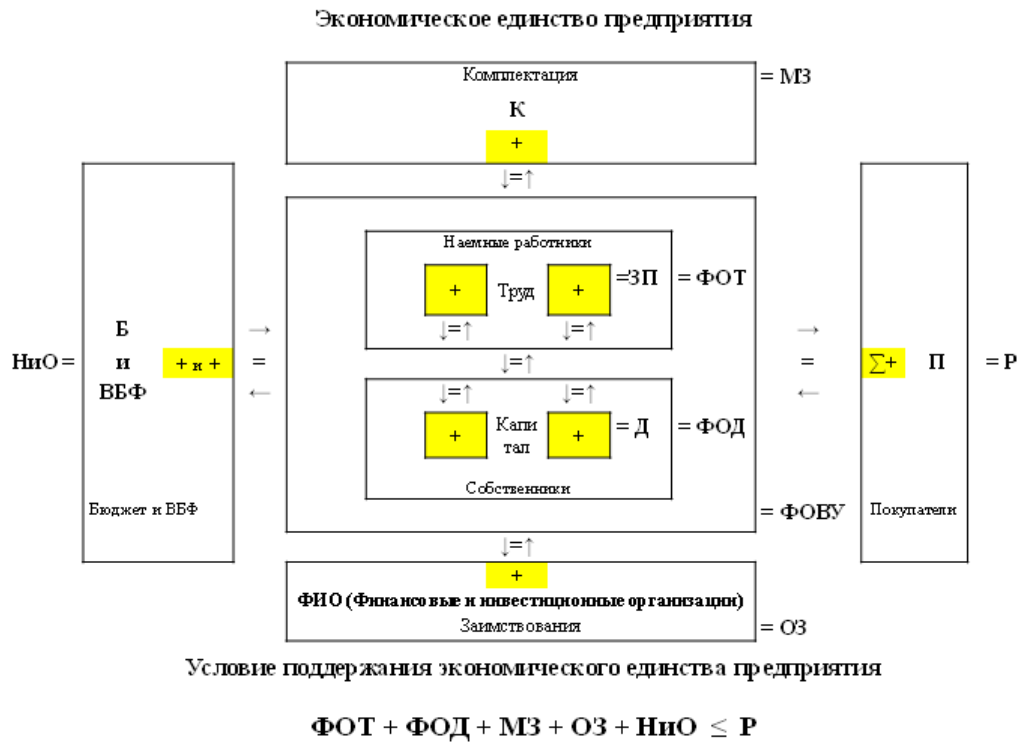 Экономическое единство предприятия
Комплектация
= МЗ
К
+
↓=↑
Наемные работники
+ Труд + =ЗП = ФОТ
↓=↑ ↓=↑
Б → →
и ↓=↑
НиО = + и + = = ∑+ П = Р
ВБФ ← ←
↓=↑ ↓=↑
+ Капи + = Д = ФОД
тал
Собственники
Бюджет и ВБФ = ФОВУ Покупатели
↓=↑
+
ФИО (Финансовые и инвестиционные организации)
Заимствования = ОЗ
Условие поддержания экономического единства предприятия
ФОТ + ФОД + МЗ + ОЗ + НиО ≤ Р